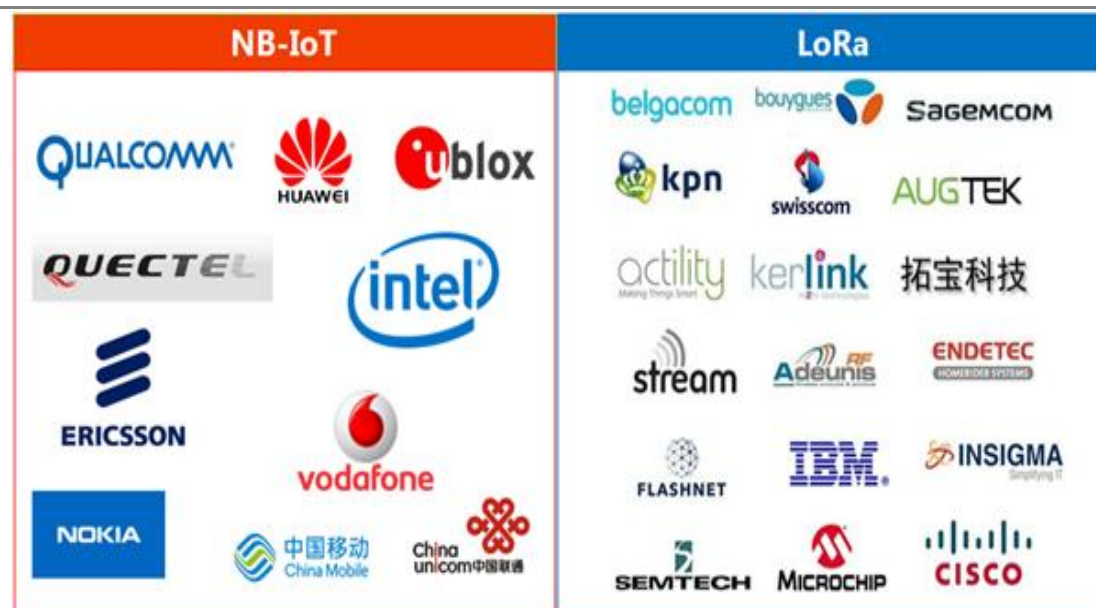 NB-IoT
LoRa
QUALCOMM
HUAWEI
ublox
QUECTEL
intel
ERICSSON
vodafone
NOKIA
中国移动
China Mobile
China
unicom中国联通
belgacom
bouygues
SAGEMCOM
kpn
swisscom
AUGTEK
actility
Making Things Smart
kerlink
拓宝科技
stream
Adeunis RF
ENDETEC
HOMERIDER SYSTEMS
FLASHNET
IBM
INSIGMA
Simplifying IT
SEMTECH
MICROCHIP
CISCO